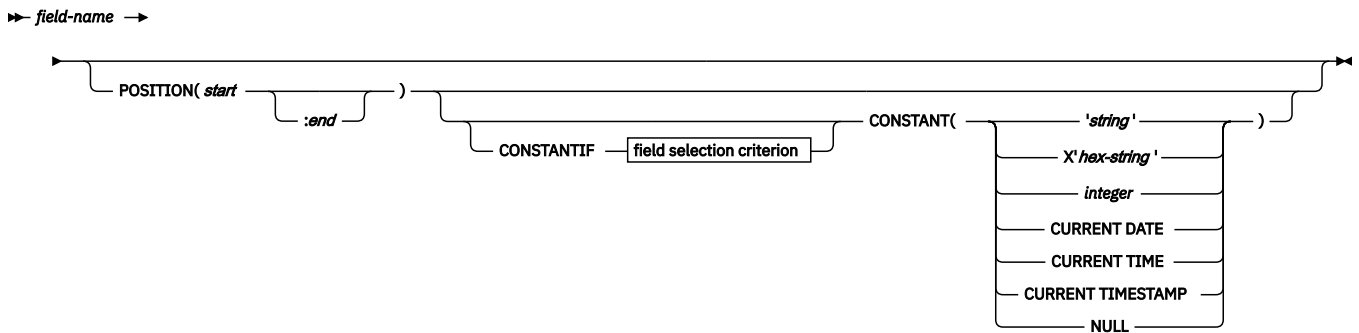 field-name
POSITION( start :end )
CONSTANTIF field selection criterion CONSTANT( 'string' )
X'hex-string'
integer
CURRENT DATE
CURRENT TIME
CURRENT TIMESTAMP
NULL